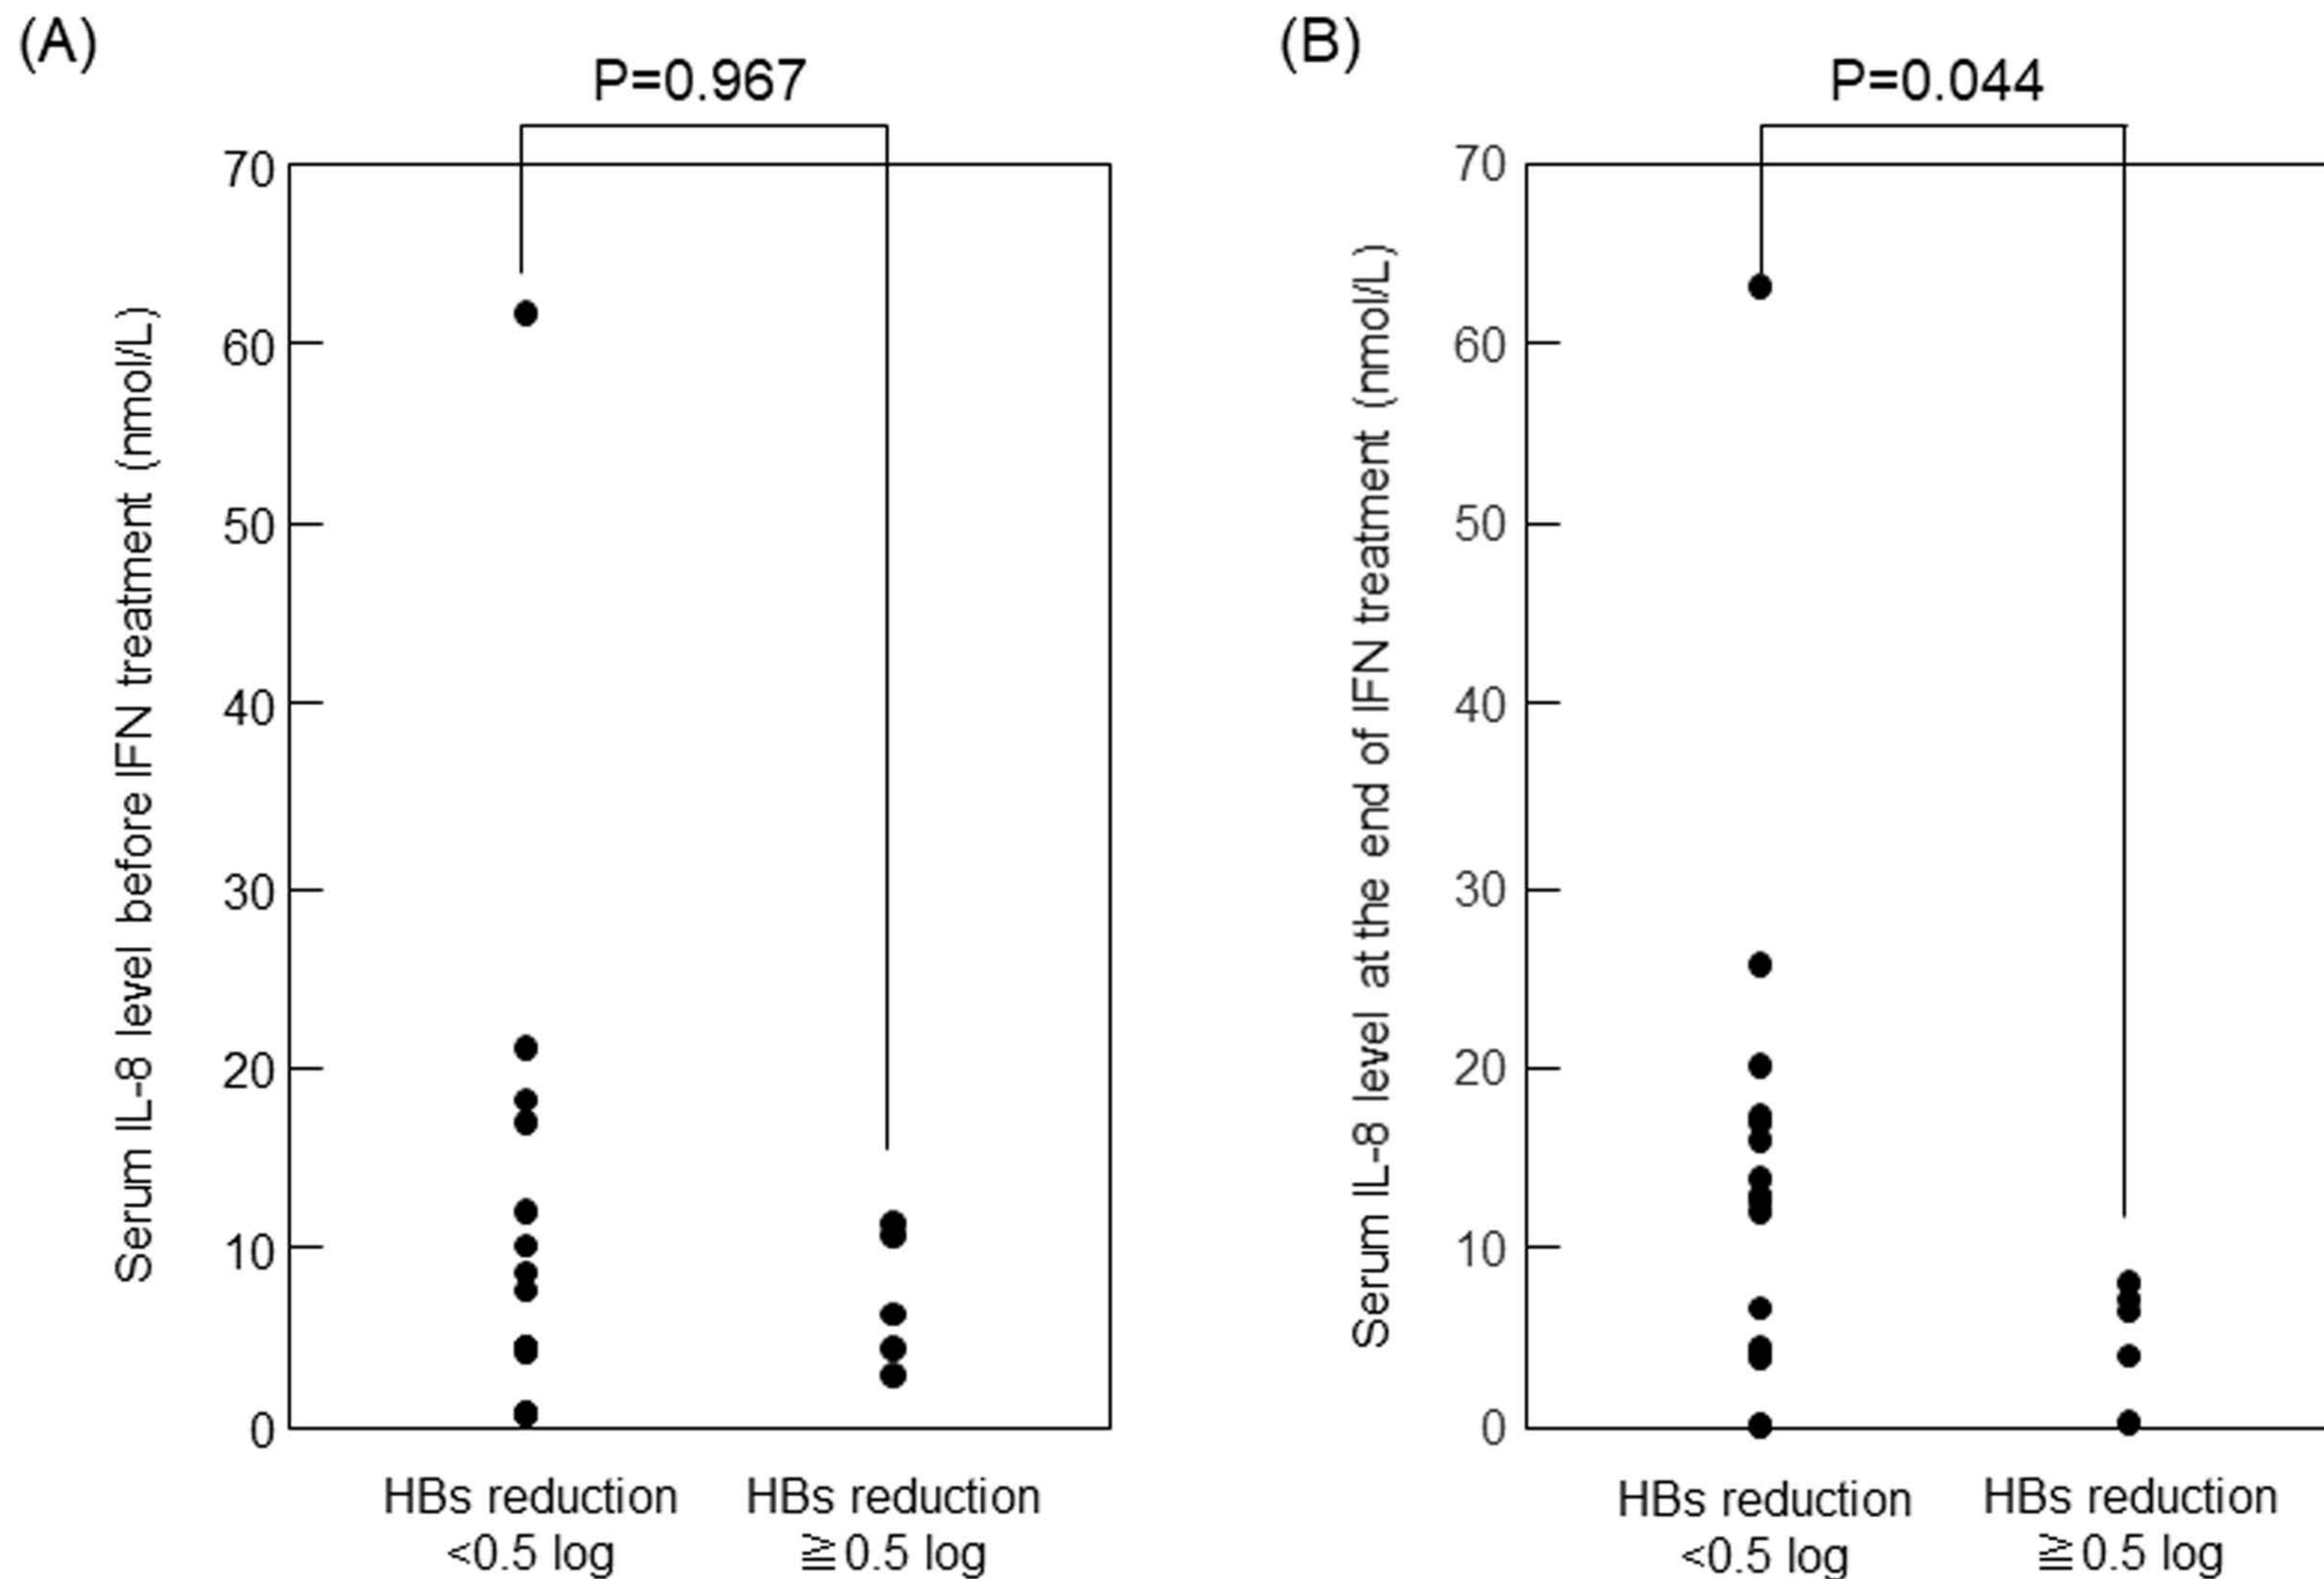 (A)
P=0.967
Serum IL-8 level before IFN treatment (nmol/L)
70
60
50
40
30
20
10
0
HBs reduction
<0.5 log
HBs reduction
≧0.5 log
(B)
P=0.044
Serum IL-8 level at the end of IFN treatment (nmol/L)
70
60
50
40
30
20
10
0
HBs reduction
<0.5 log
HBs reduction
≧0.5 log